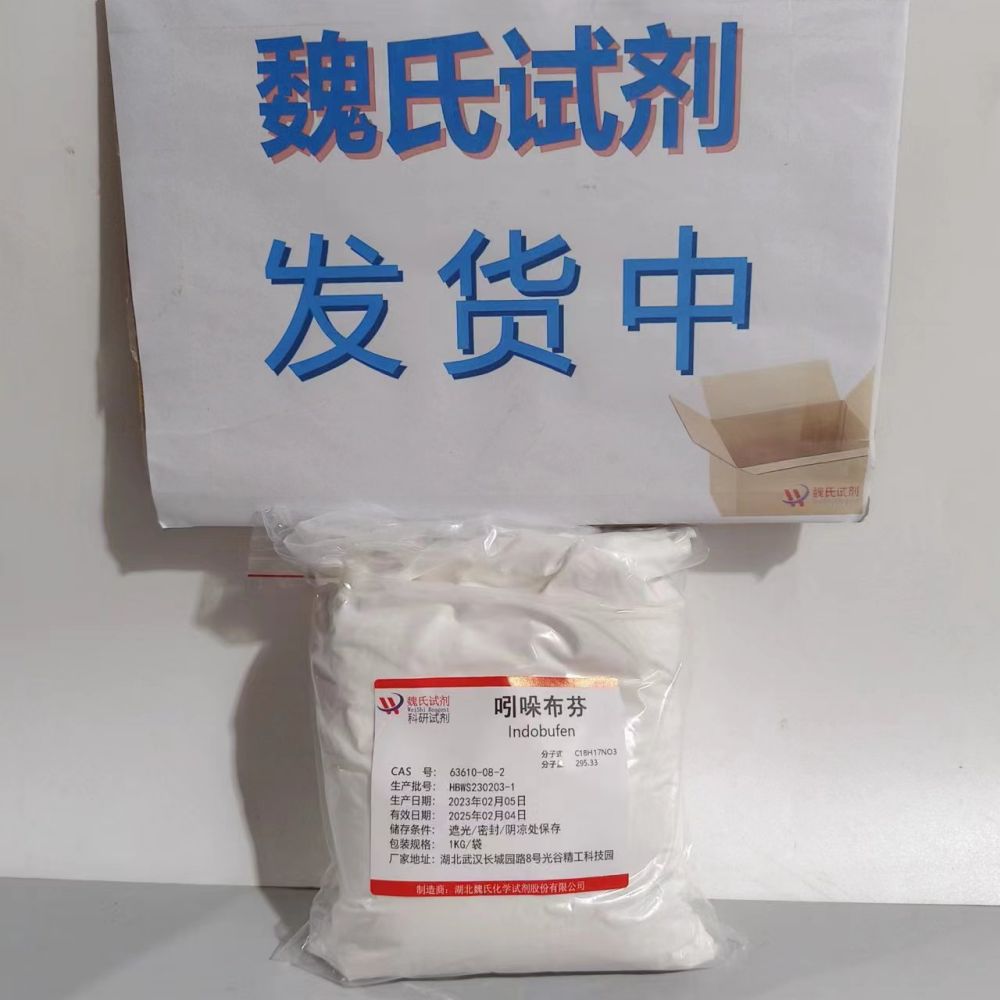 魏氏试剂
发货中
魏氏试剂
魏氏试剂
WeiShi Reagent
科研试剂
吲哚布芬
Indobufen
分子式 C18H17NO3
分子量 295.33
CAS 号: 63610-08-2
生产批号: HBWS230203-1
生产日期: 2023年02月05日
有效日期: 2025年02月04日
储存条件: 遮光/密封/阴凉处保存
包装规格: 1KG/袋
厂家地址: 湖北武汉长城园路8号光谷精工科技园
制造商: 湖北魏氏化学试剂股份有限公司